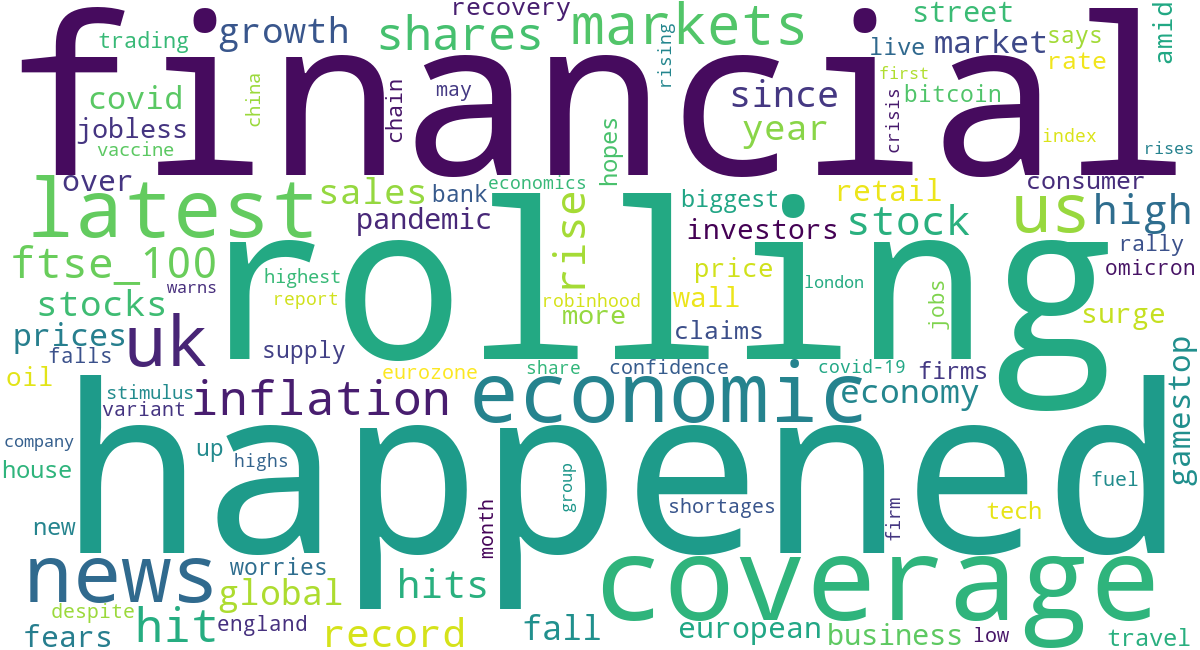 recovery
street
amid
trading
growth
shares
markets
rising
live
market
says
rate
financial
first
china
covid
chain
may
since
bitcoin
crisis
jobless
year
index
vaccine
hopes
rises
over
latest
sales
bank
economics
rise
biggest
retail
consumer
us
high
pandemic
investors
stock
rally
ftse_100
highest
price
omicron
rolling
stocks
warns
report
robinhood
more
wall
london
jobs
surge
prices
uk
claims
falls
supply
gamestop
oil
eurozone
share
confidence
covid-19
firms
stimulus
variant
inflation
economic
economy
company
up
highs
happened
house
group
fuel
new
month
shortages
firm
tech
news
worries
hits
coverage
global
despite
fears
hit
england
record
fall
european
business
low
travel